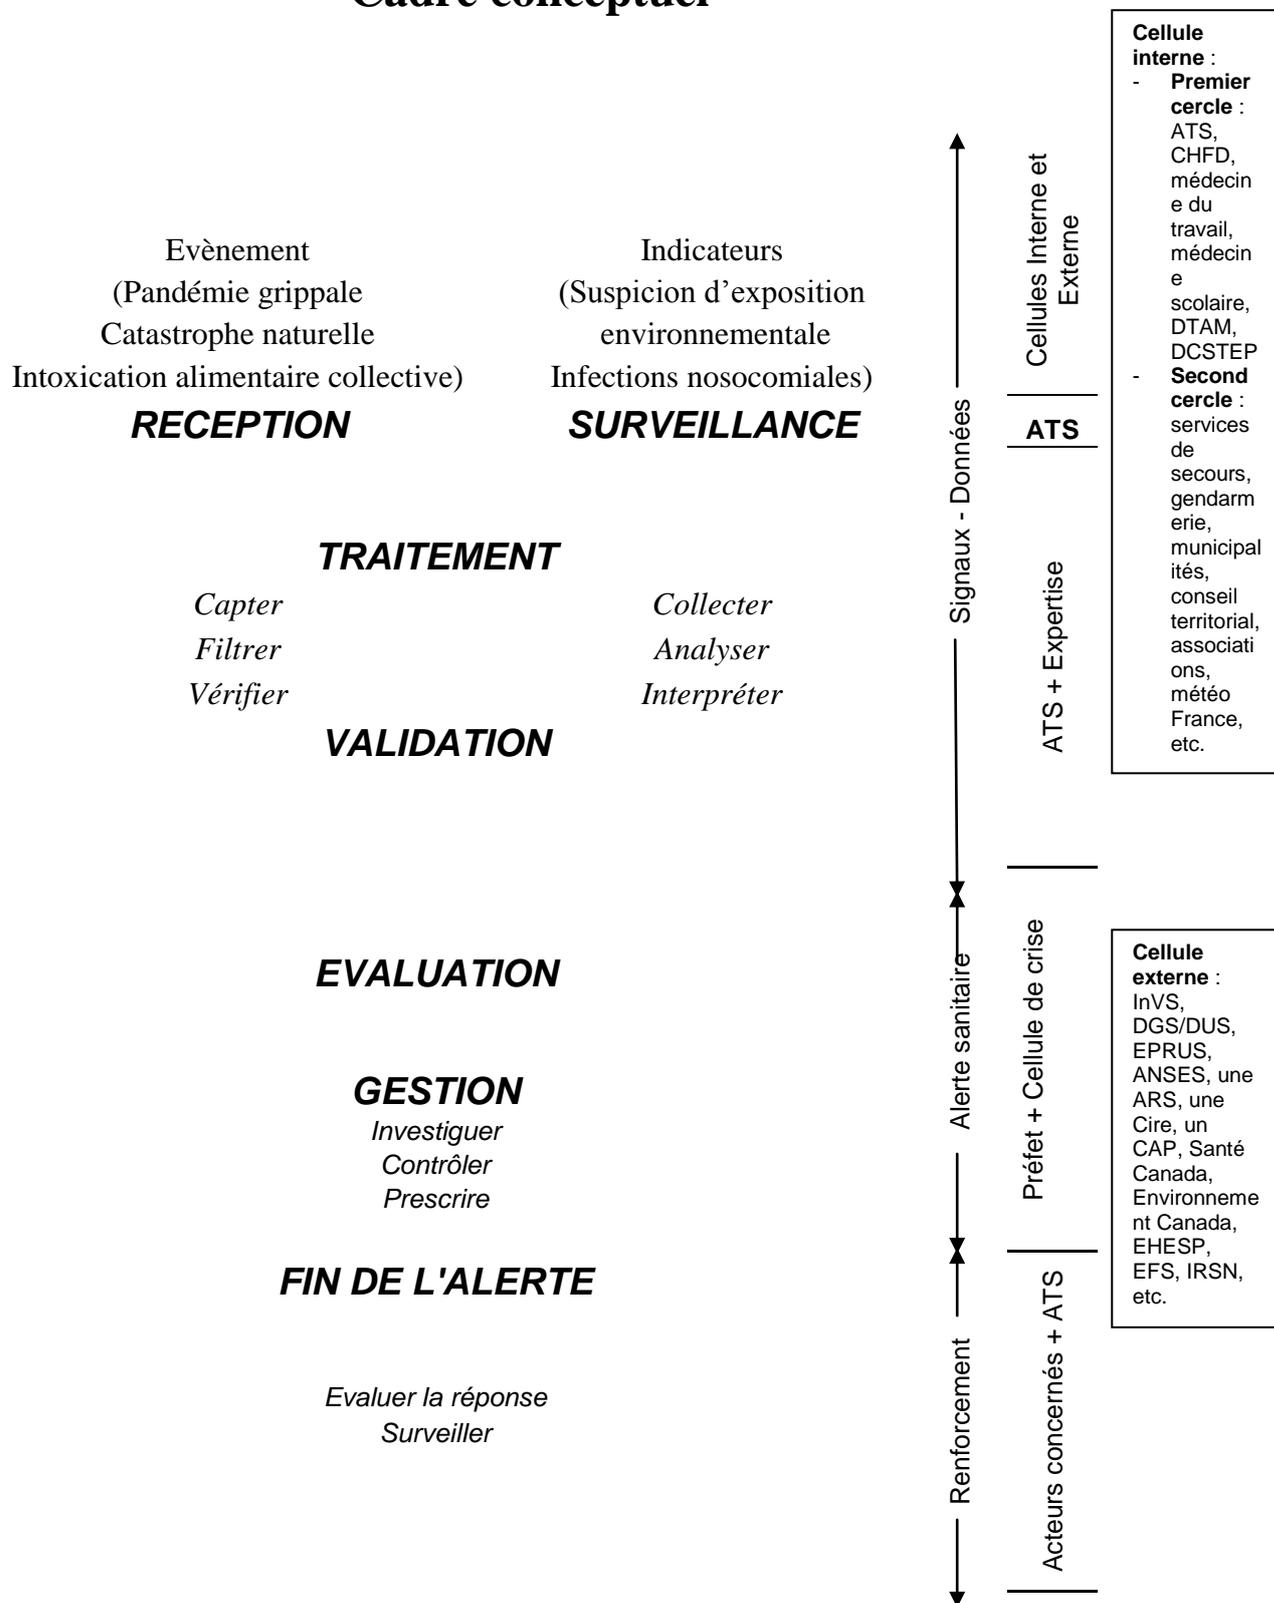 Cadre conceptuel
Evènement
(Pandémie grippale
Catastrophe naturelle
Intoxication alimentaire collective)
Indicateurs
(Suspicion d’exposition
environnementale
Infections nosocomiales)
RECEPTION
SURVEILLANCE
TRAITEMENT
Capter
Filtrer
Vérifier
Collecter
Analyser
Interpréter
VALIDATION
EVALUATION
GESTION
Investiguer
Contrôler
Prescrire
FIN DE L'ALERTE
Evaluer la réponse
Surveiller
Signaux - Données
Alerte sanitaire
Renforcement
Cellules Interne et
Externe
ATS
ATS + Expertise
Préfet + Cellule de crise
Acteurs concernés + ATS
Cellule
interne :
- Premier
cercle :
ATS,
CHFD,
médecin
e du
travail,
médecin
e
scolaire,
DTAM,
DCSTEP
- Second
cercle :
services
de
secours,
gendarm
erie,
municipal
ités,
conseil
territorial,
associati
ons,
météo
France,
etc.
Cellule
externe :
InVS,
DGS/DUS,
EPRUS,
ANSES, une
ARS, une
Cire, un
CAP, Santé
Canada,
Environneme
nt Canada,
EHESP,
EFS, IRSN,
etc.